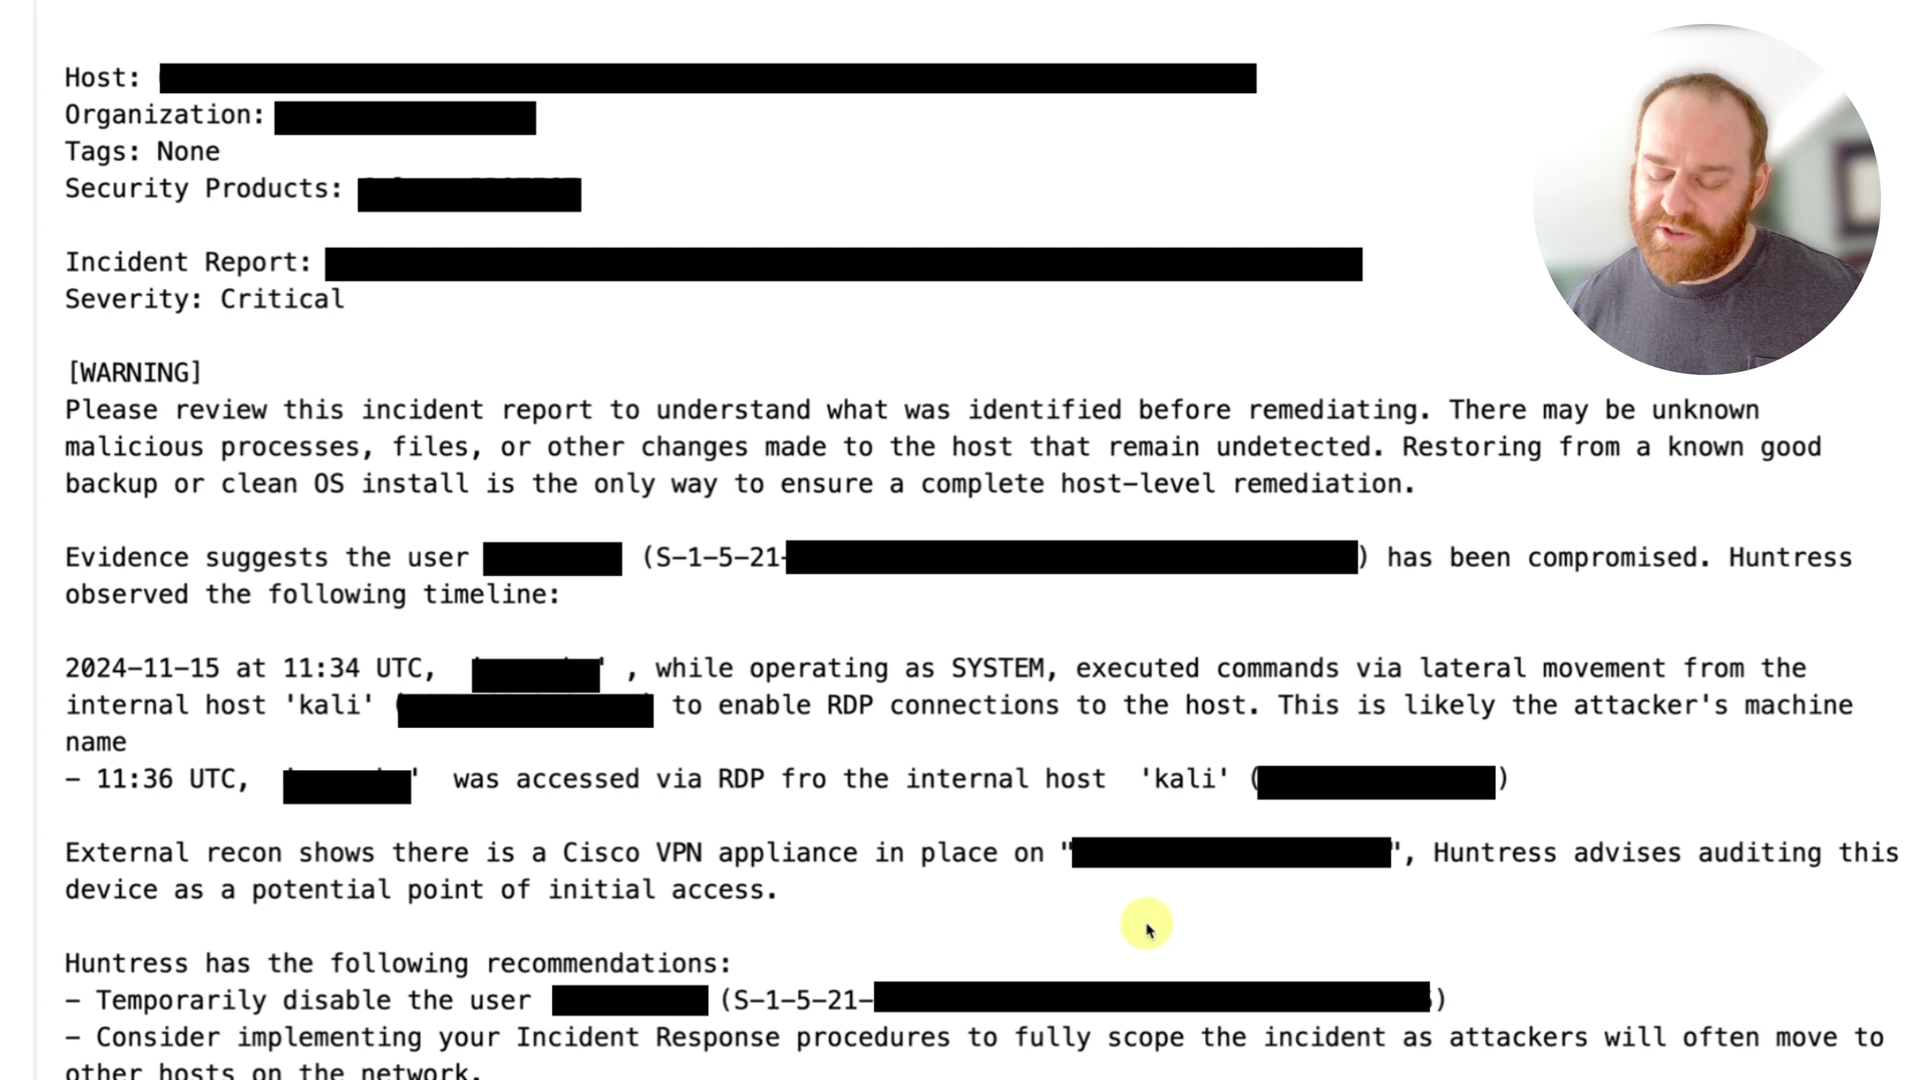 Host:
Organization:
Tags: None
Security Products:
Incident Report:
Severity: Critical
[WARNING]
Please review this incident report to understand what was identified before remediating. There may be unknown
malicious processes, files, or other changes made to the host that remain undetected. Restoring from a known good
backup or clean OS install is the only way to ensure a complete host-level remediation.
Evidence suggests the user (S-1-5-21- ) has been compromised. Huntress
observed the following timeline:
2024-11-15 at 11:34 UTC, ' , while operating as SYSTEM, executed commands via lateral movement from the
internal host 'kali' ( to enable RDP connections to the host. This is likely the attacker's machine
name
- 11:36 UTC, ' ' was accessed via RDP fro the internal host 'kali' ( )
External recon shows there is a Cisco VPN appliance in place on " ", Huntress advises auditing this
device as a potential point of initial access.
Huntress has the following recommendations:
- Temporarily disable the user (S-1-5-21- )
- Consider implementing your Incident Response procedures to fully scope the incident as attackers will often move to
other hosts on the network.